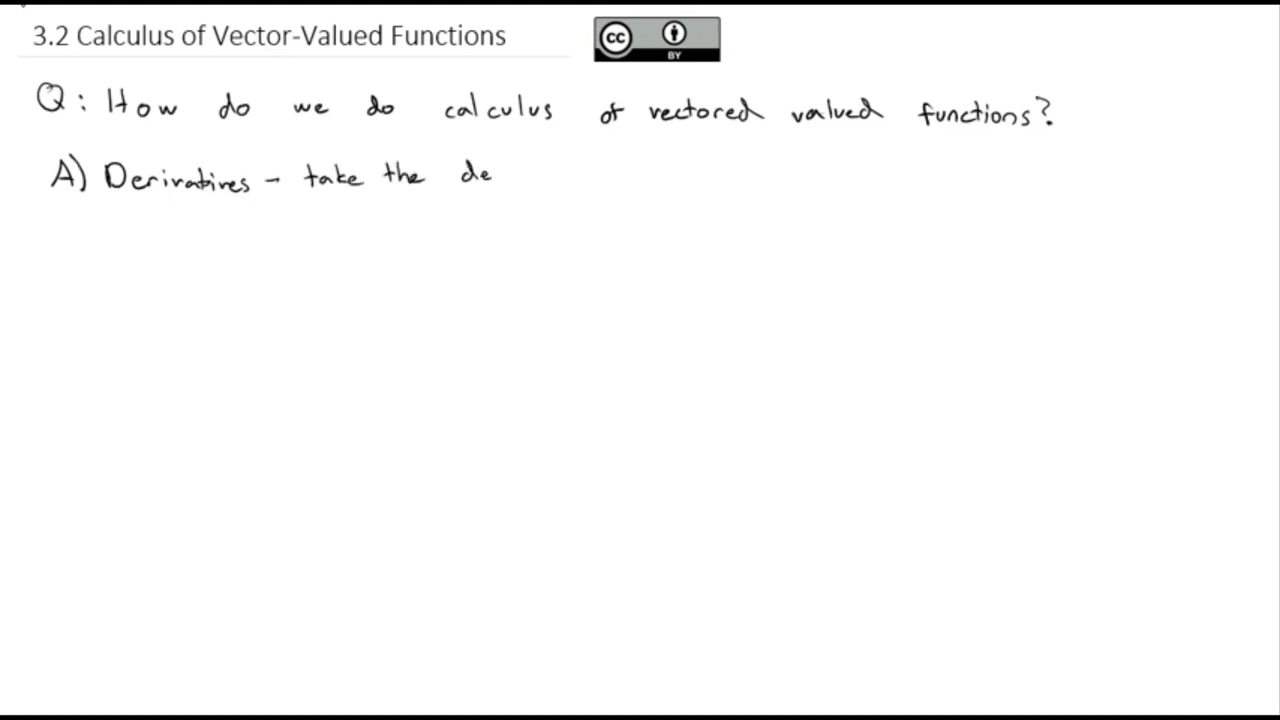 3.2 Calculus of Vector-Valued Functions
cc
BY
Q: How do we do calculus of vectored valued functions?
A) Derivatives - take the de